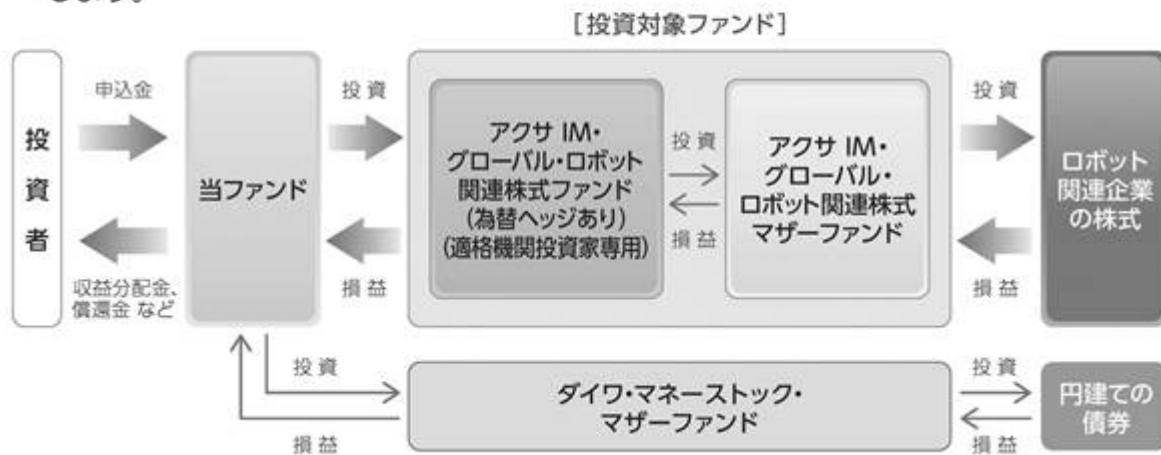 します。
[投資対象ファンド]
投
資
者
申込金
収益分配金、
償還金 など
当ファンド
投資
損益
アクサ IM・
グローバル・ロボット
関連株式ファンド
(為替ヘッジあり)
(適格機関投資家専用)
投資
損益
アクサ IM・
グローバル・
ロボット関連株式
マザーファンド
投資
損益
ロボット
関連企業
の株式
投資
損益
ダイワ・マネーストック・
マザーファンド
投資
損益
円建ての
債券